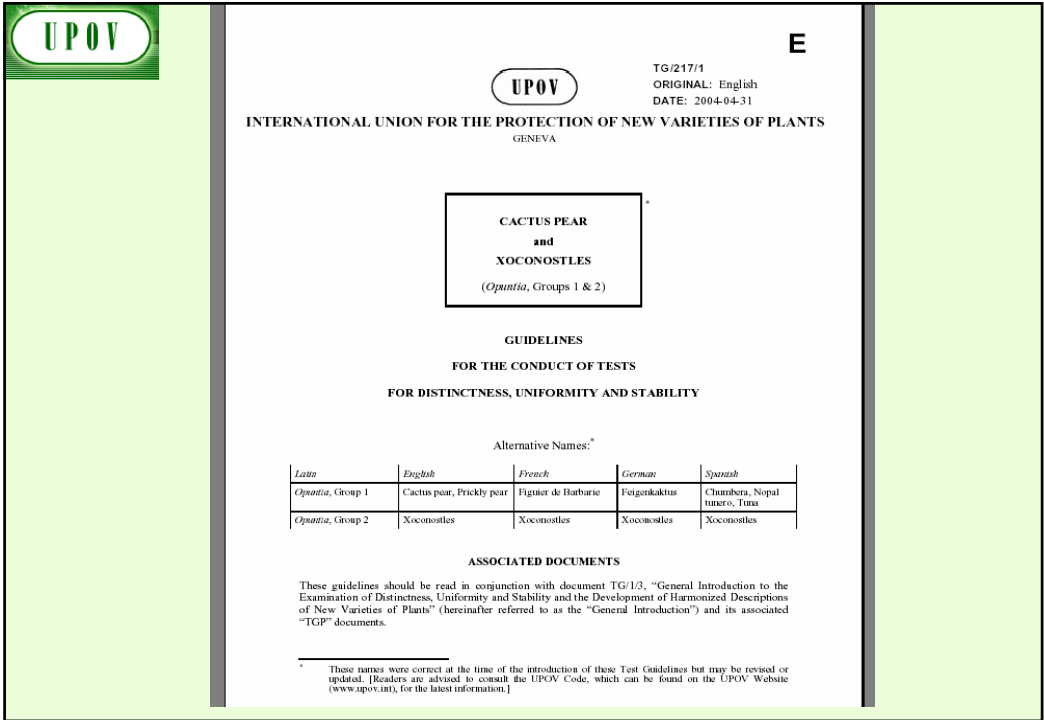 UPOV
E
TG/217/1
UPOV
ORIGINAL: English
DATE: 2004-04-31
INTERNATIONAL UNION FOR THE PROTECTION OF NEW VARIETIES OF PLANTS
GENEVA
*
CACTUS PEAR
and
XOCONOSTLES
(Opuntia, Groups 1 & 2)
GUIDELINES
FOR THE CONDUCT OF TESTS
FOR DISTINCTNESS, UNIFORMITY AND STABILITY
Alternative Names:*
Latin English French German Spanish
Opuntia, Group 1 Cactus pear, Prickly pear Figuier de Barbarie Feigenkaktus Chumbera, Nopal
tunero, Tuna
Opuntia, Group 2 Xoconostles Xoconostles Xoconostles Xoconostles
ASSOCIATED DOCUMENTS
These guidelines should be read in conjunction with document TG/1/3, “General Introduction to the
Examination of Distinctness, Uniformity and Stability and the Development of Harmonized Descriptions
of New Varieties of Plants” (hereinafter referred to as the “General Introduction”) and its associated
“TGP” documents.
* These names were correct at the time of the introduction of these Test Guidelines but may be revised or
updated. [Readers are advised to consult the UPOV Code, which can be found on the UPOV Website
(www.upov.int), for the latest information.]